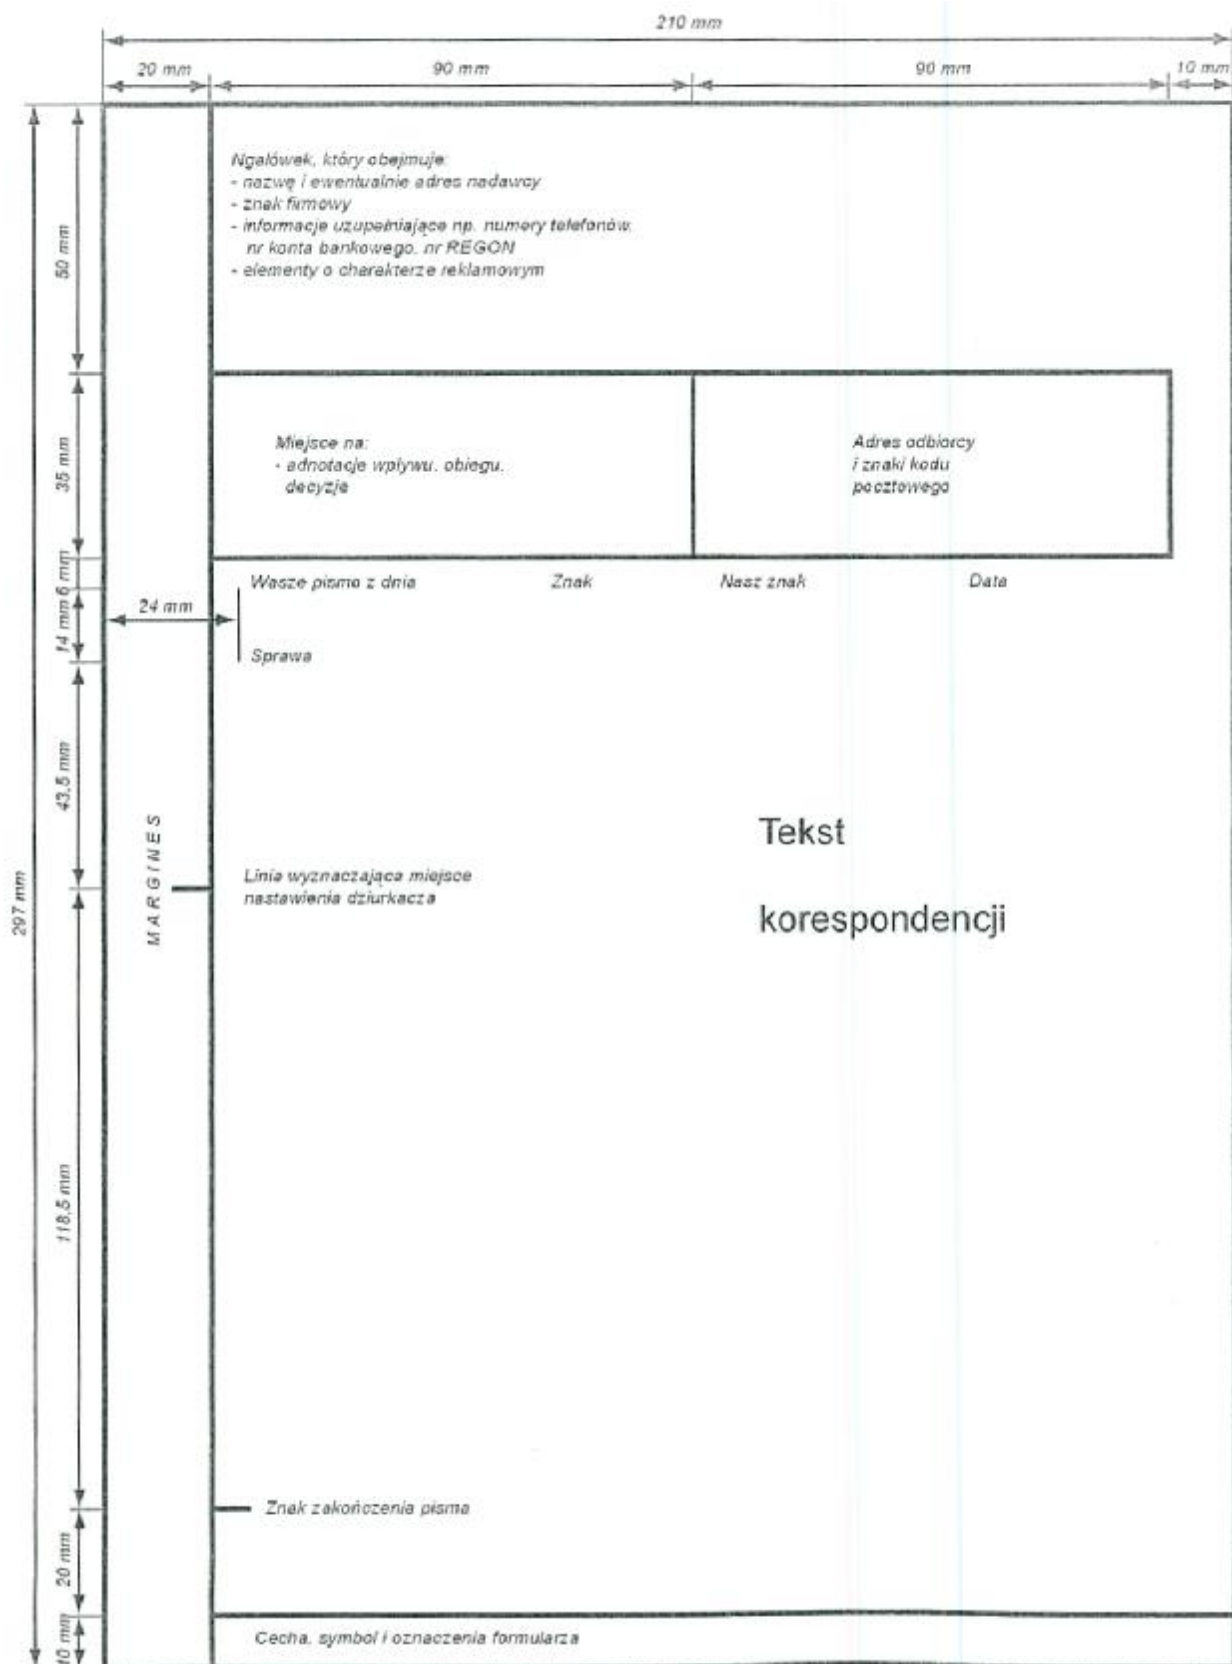 210 mm
20 mm 90 mm 90 mm 10 mm
Ngałówek, który obejmuje:
- nazwę i ewentualnie adres nadawcy
- znak firmowy
- informacje uzupełniające np. numery telefonów,
nr konta bankowego, nr REGON
- elementy o charakterze reklamowym
50 mm
Miejsce na:
- adnotacje wpływu, obiegu,
decyzje
Adres odbiorcy
i znaki kodu
pocztowego
35 mm
6 mm
Wasze pismo z dnia Znak Nasz znak Data
24 mm
14 mm
Sprawa
43,5 mm
MARGINES
Tekst
korespondencji
Linia wyznaczająca miejsce
nastawienia dziurkacza
297 mm
118,5 mm
Znak zakończenia pisma
20 mm
Cecha, symbol i oznaczenia formularza
10 mm